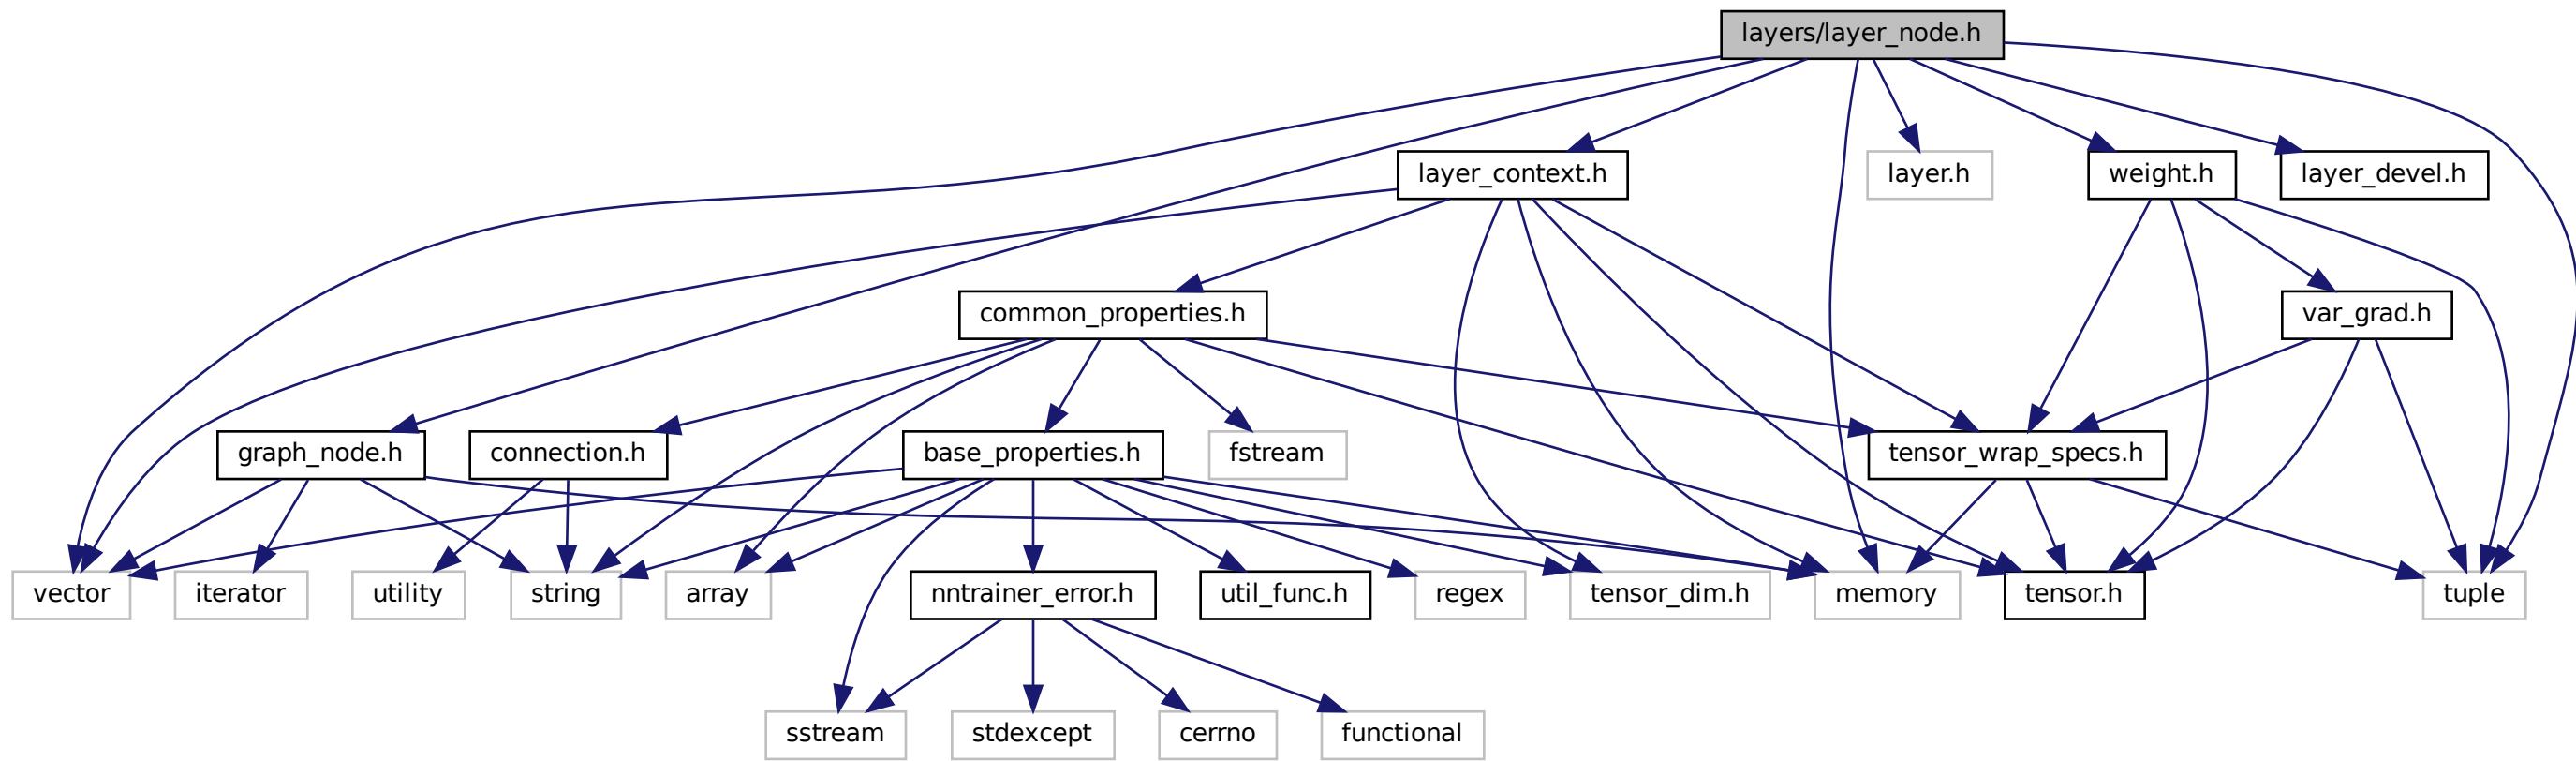 layers/layer_node.h
layer_context.h
layer.h
weight.h
layer_devel.h
common_properties.h
var_grad.h
graph_node.h
connection.h
base_properties.h
fstream
tensor_wrap_specs.h
vector
iterator
utility
string
array
nntrainer_error.h
util_func.h
regex
tensor_dim.h
memory
tensor.h
tuple
sstream
stdexcept
cerrno
functional